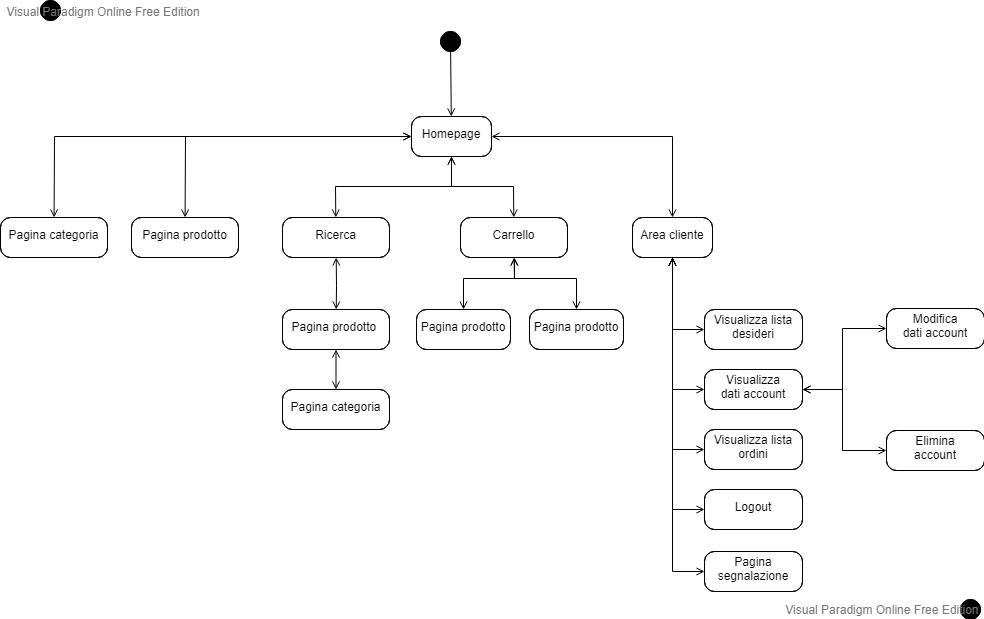 Visual Paradigm Online Free Edition
Homepage
Pagina categoria
Pagina prodotto
Ricerca
Carrello
Area cliente
Pagina prodotto
Pagina prodotto
Pagina prodotto
Pagina categoria
Visualizza lista
desideri
Visualizza
dati account
Visualizza lista
ordini
Logout
Pagina
segnalazione
Modifica
dati account
Elimina
account
Visual Paradigm Online Free Edition